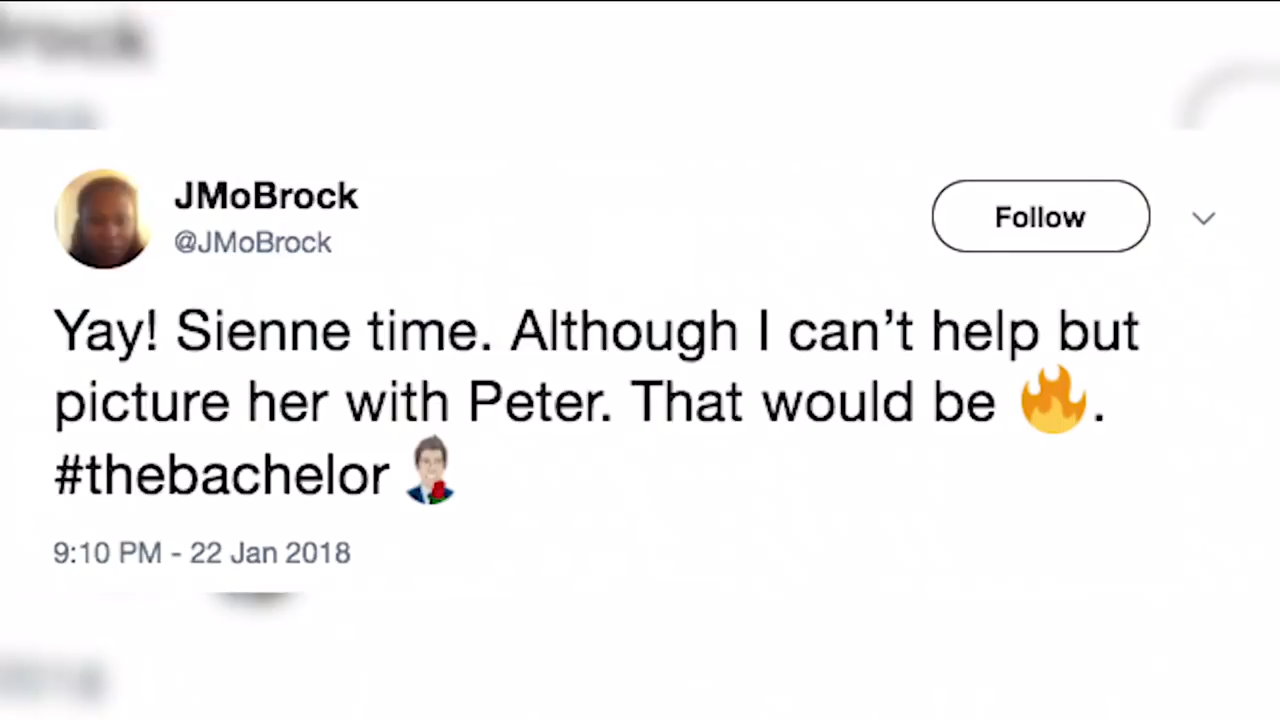 JMoBrock
@JMoBrock
Follow
Yay! Sienne time. Although I can’t help but
picture her with Peter. That would be 🔥.
#thebachelor
9:10 PM - 22 Jan 2018